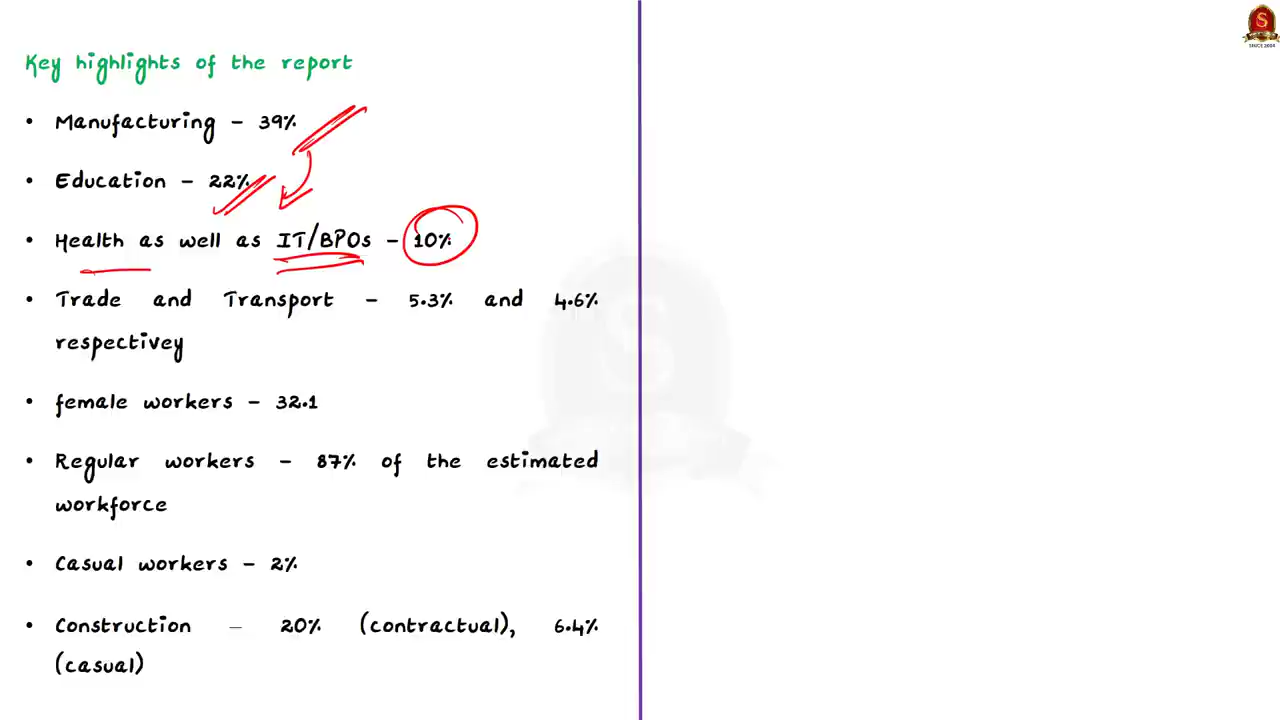 Key highlights of the report
• Manufacturing - 39%
• Education - 22%
• Health as well as IT/BPOs - 10%
• Trade and Transport - 5.3% and 4.6%
respectivey
• female workers - 32.1
• Regular workers - 87% of the estimated
workforce
• Casual workers - 2%
• Construction - 20% (contractual), 6.4%
(casual)
S
SINCE 2004